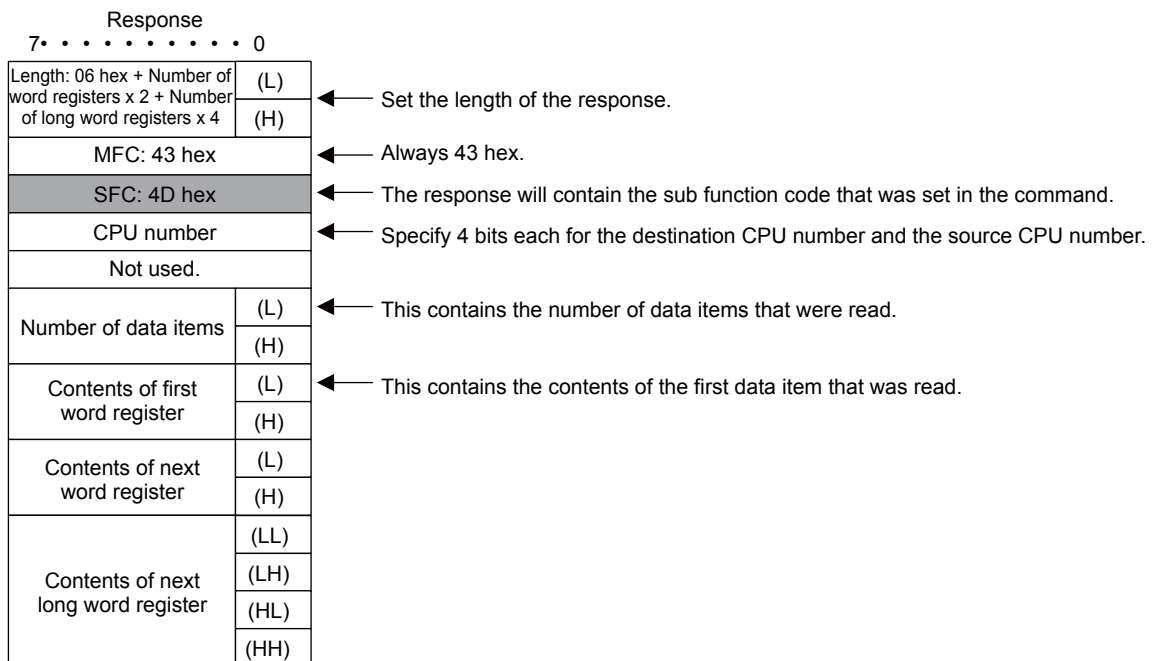 Response
7• • • • • • • • • • • 0
Length: 06 hex + Number of
word registers x 2 + Number
of long word registers x 4
(L)
(H)
Set the length of the response.
MFC: 43 hex
Always 43 hex.
SFC: 4D hex
The response will contain the sub function code that was set in the command.
CPU number
Specify 4 bits each for the destination CPU number and the source CPU number.
Not used.
Number of data items
(L)
(H)
This contains the number of data items that were read.
Contents of first
word register
(L)
(H)
This contains the contents of the first data item that was read.
Contents of next
word register
(L)
(H)
Contents of next
long word register
(LL)
(LH)
(HL)
(HH)